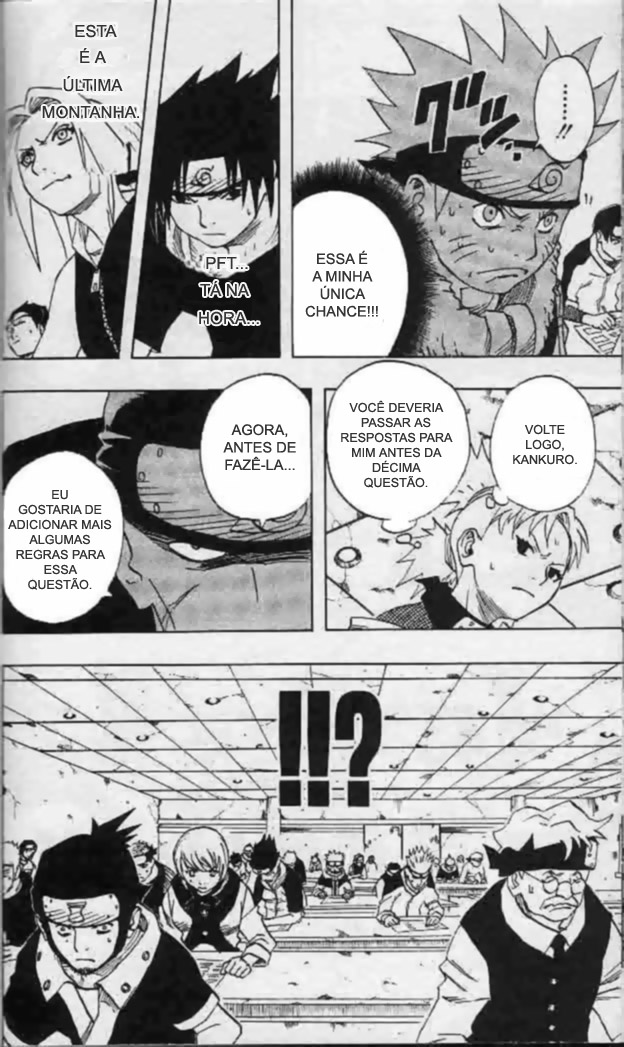 ......!!
グッ
ESSA É
A MINHA
ÚNICA
CHANCE!!!
PFT...
TÁ NA
HORA...
ESTA
É A
ÚLTIMA
MONTANHA.
VOLTE
LOGO,
KANKURO.
VOCÊ DEVERIA
PASSAR AS
RESPOSTAS PARA
MIM ANTES DA
DÉCIMA
QUESTÃO.
AGORA,
ANTES DE
FAZÊ-LA...
EU
GOSTARIA DE
ADICIONAR MAIS
ALGUMAS
REGRAS PARA
ESSA
QUESTÃO.
!!?